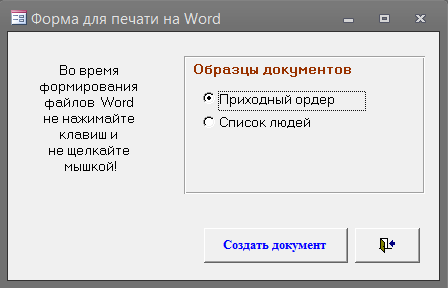 Форма для печати на Word
Во время
формирования
файлов Word
не нажимайте
клавиш и
не щелкайте
мышкой!
Образцы документов
Приходный ордер
Список людей
Создать документ